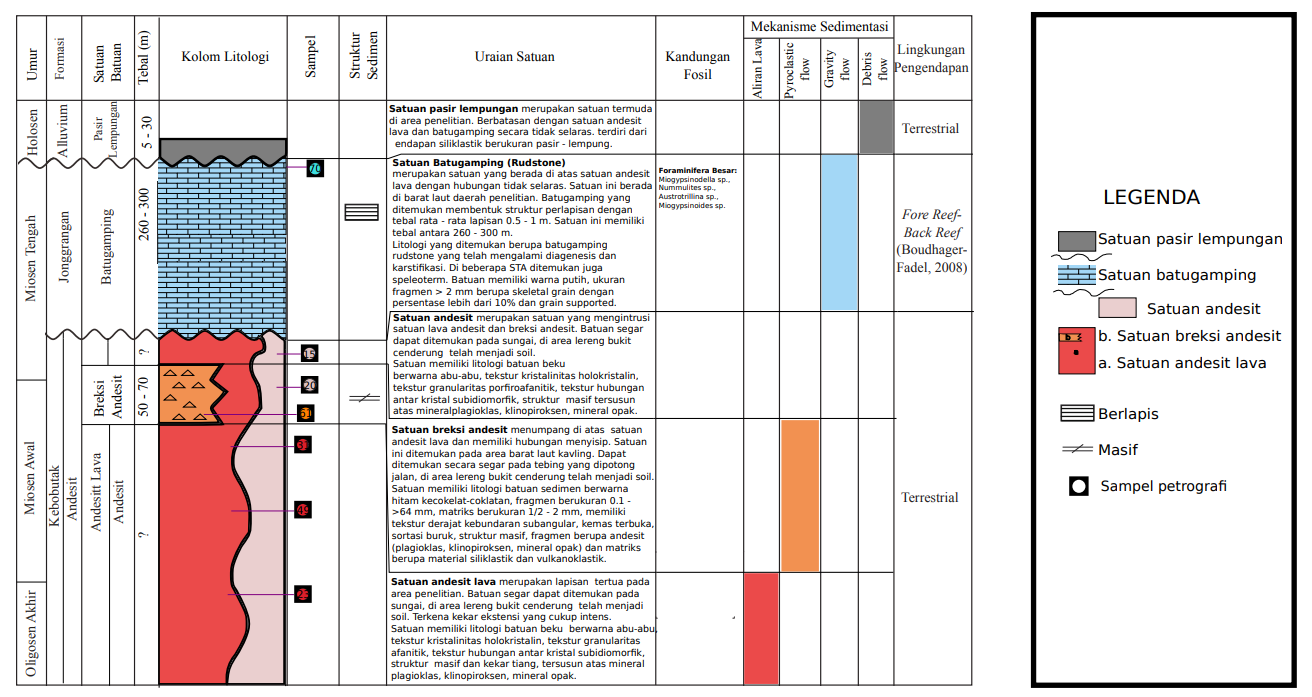 Umur
Formasi
Satuan
Batuan
Tebal (m)
Kolom Litologi
Sampel
Struktur
Sedimen
Uraian Satuan
Kandungan
Fosil
Mekanisme Sedimentasi
Aliran Lava
Pyroclastic
flow
Gravity
flow
Debris
flow
Lingkungan
Pengendapan
Holosen
Alluvium
Pasir
Lempungan
5 - 30
Satuan pasir lempungan merupakan satuan termuda
di area penelitian. Berbatasan dengan satuan andesit
lava dan batugamping secara tidak selaras. terdiri dari
endapan siliklastik berukuran pasir - lempung.
Terrestrial
Miosen Tengah
Jonggrangan
Batugamping
260 - 300
70
Satuan Batugamping (Rudstone)
merupakan satuan yang berada di atas satuan andesit
lava dengan hubungan tidak selaras. Satuan ini berada
di barat laut daerah penelitian. Batugamping yang
ditemukan membentuk struktur perlapisan dengan
tebal rata - rata lapisan 0.5 - 1 m. Satuan ini memiliki
tebal antara 260 - 300 m.
Litologi yang ditemukan berupa batugamping
rudstone yang telah mengalami diagenesis dan
karstifikasi. Di beberapa STA ditemukan juga
speleoterm. Batuan memiliki warna putih, ukuran
fragmen > 2 mm berupa skeletal grain dengan
persentase lebih dari 10% dan grain supported.
Foraminifera Besar:
Miogypsinodella sp.,
Nummulites sp.,
Austrotrillina sp.,
Miogypsinoides sp.
Fore Reef-
Back Reef
(Boudhager-
Fadel, 2008)
Miosen Awal
Kebobutak
Andesit
?
Breksi
Andesit
50 - 70
15
20
61
Satuan andesit merupakan satuan yang mengintrusi
satuan lava andesit dan breksi andesit. Batuan segar
dapat ditemukan pada sungai, di area lereng bukit
cenderung telah menjadi soil.
Satuan memiliki litologi batuan beku
berwarna abu-abu, tekstur kristalinitas holokristalin,
tekstur granularitas porfiroafanitik, tekstur hubungan
antar kristal subidiomorfik, struktur masif tersusun
atas mineralplagioklas, klinopiroksen, mineral opak.
Andesitt Lava
Andesit
?
49
Satuan breksi andesit menumpang di atas satuan
andesit lava dan memiliki hubungan menyisip. Satuan
ini ditemukan pada area barat laut kavling. Dapat
ditemukan secara segar pada tebing yang dipotong
jalan, di area lereng bukit cenderung telah menjadi soil.
Satuan memiliki litologi batuan sedimen berwarna
hitam kecokelat-coklatan, fragmen berukuran 0.1 -
>64 mm, matriks berukuran 1/2 - 2 mm, memiliki
tekstur derajat kebundaran subangular, kemas terbuka,
sortasi buruk, struktur masif, fragmen berupa andesit
(plagioklas, klinopiroksen, mineral opak) dan matriks
berupa material siliklastik dan vulkanoklastik.
Terrestrial
Oligosen Akhir
23
Satuan andesit lava merupakan lapisan tertua pada
area penelitian. Batuan segar dapat ditemukan pada
sungai, di area lereng bukit cenderung telah menjadi
soil. Terkena kekar ekstensi yang cukup intens.
Satuan memiliki litologi batuan beku berwarna abu-abu,
tekstur kristalinitas holokristalin, tekstur granularitas
afanitik, tekstur hubungan antar kristal subidiomorfik,
struktur masif dan kekar tiang, tersusun atas mineral
plagioklas, klinopiroksen, mineral opak.
LEGENDA
Satuan pasir lempungan
Satuan batugamping
Satuan andesit
b. Satuan breksi andesit
a. Satuan andesit lava
Berlapis
Masif
Sampel petrografi